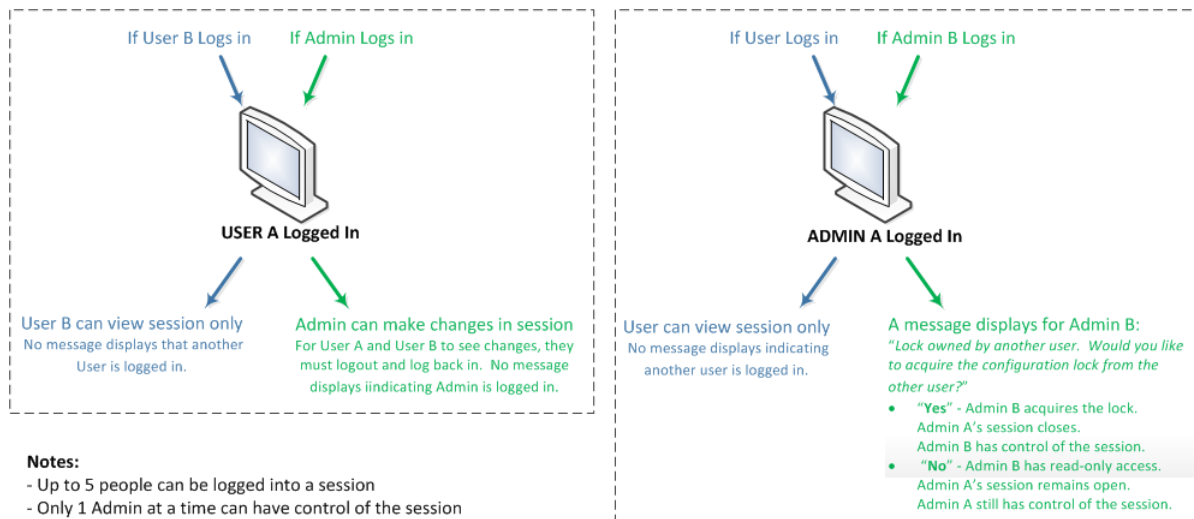 If User B Logs in
If Admin Logs in
USER A Logged In
User B can view session only
No message displays that another
User is logged in.
Admin can make changes in session
For User A and User B to see changes, they
must logout and log back in.  No message
displays iindicating Admin is logged in.
Notes:
- Up to 5 people can be logged into a session
- Only 1 Admin at a time can have control of the session
If User Logs in
If Admin B Logs in
ADMIN A Logged In
User can view session only
No message displays indicating
another user is logged in.
A message displays for Admin B:
"Lock owned by another user.  Would you like
to acquire the configuration lock from the
other user?"
• "Yes" - Admin B acquires the lock.
Admin A's session closes.
Admin B has control of the session.
• "No" - Admin B has read-only access.
Admin A's session remains open.
Admin A still has control of the session.